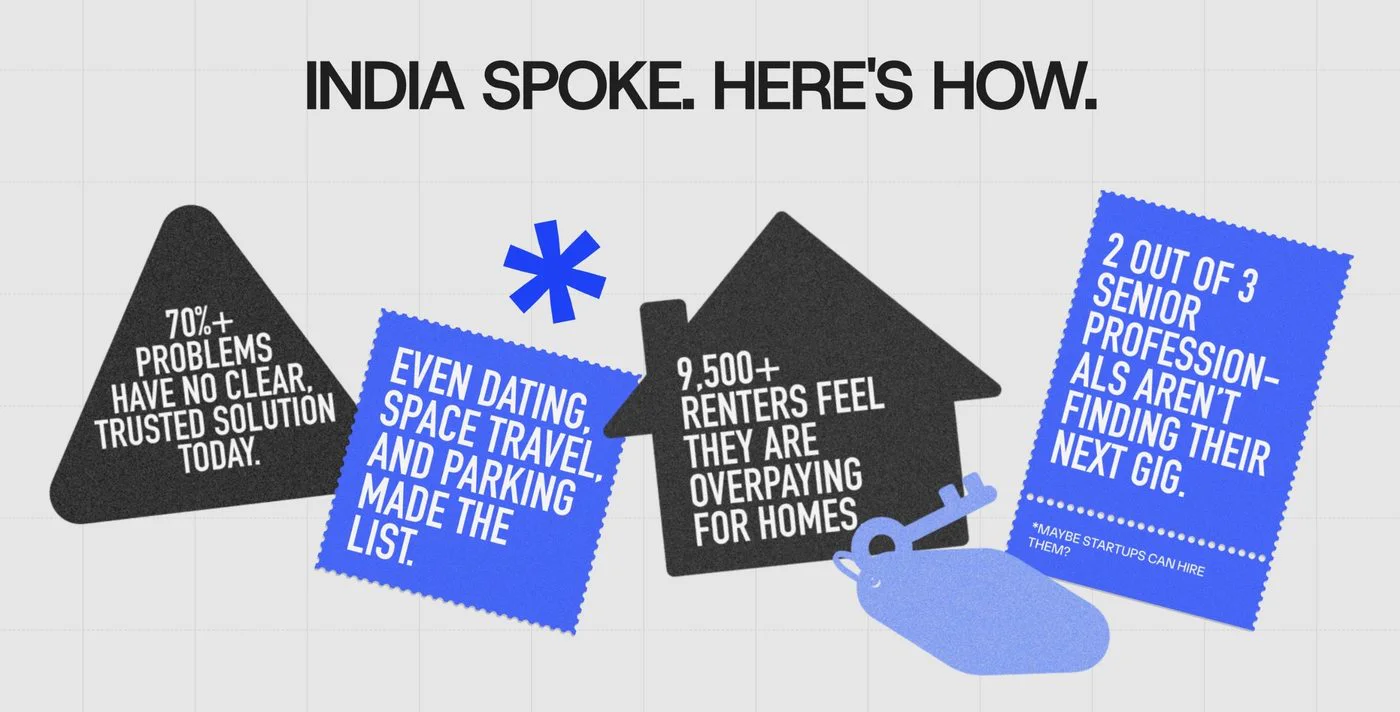 INDIA SPOKE. HERE'S HOW.
70%+
PROBLEMS
HAVE NO CLEAR,
TRUSTED SOLUTION
TODAY.
EVEN DATING,
SPACE TRAVEL,
AND PARKING
MADE THE
LIST.
9,500+
RENTERS FEEL
THEY ARE
OVERPAYING
FOR HOMES
2 OUT OF 3
SENIOR
PROFESSION-
ALS AREN'T
FINDING THEIR
NEXT GIG.
*MAYBE STARTUPS CAN HIRE
THEM?